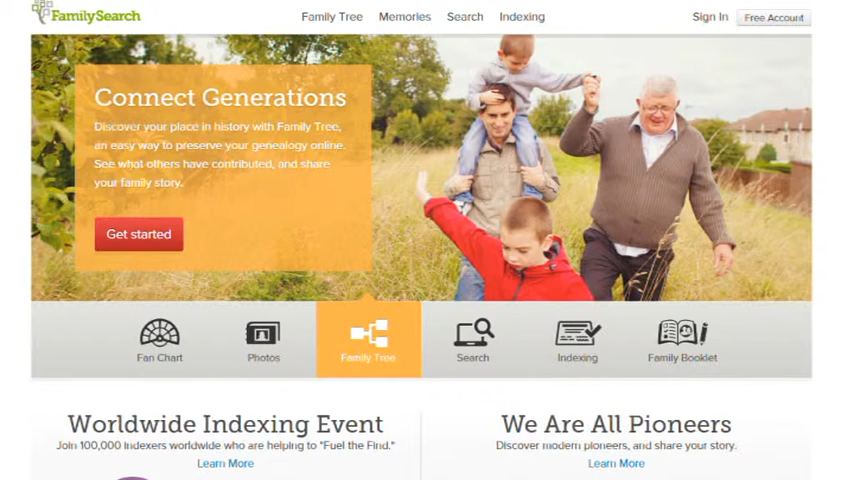 FamilySearch
Family Tree Memories Search Indexing
Sign In Free Account
Connect Generations
Discover your place in history with Family Tree,
an easy way to preserve your genealogy online.
See what others have contributed, and share
your family story.
Get started
Fan Chart Photos Family Tree Search Indexing Family Booklet
Worldwide Indexing Event
Join 100,000 indexers worldwide who are helping to "Fuel the Find."
Learn More
We Are All Pioneers
Discover modern pioneers, and share your story.
Learn More